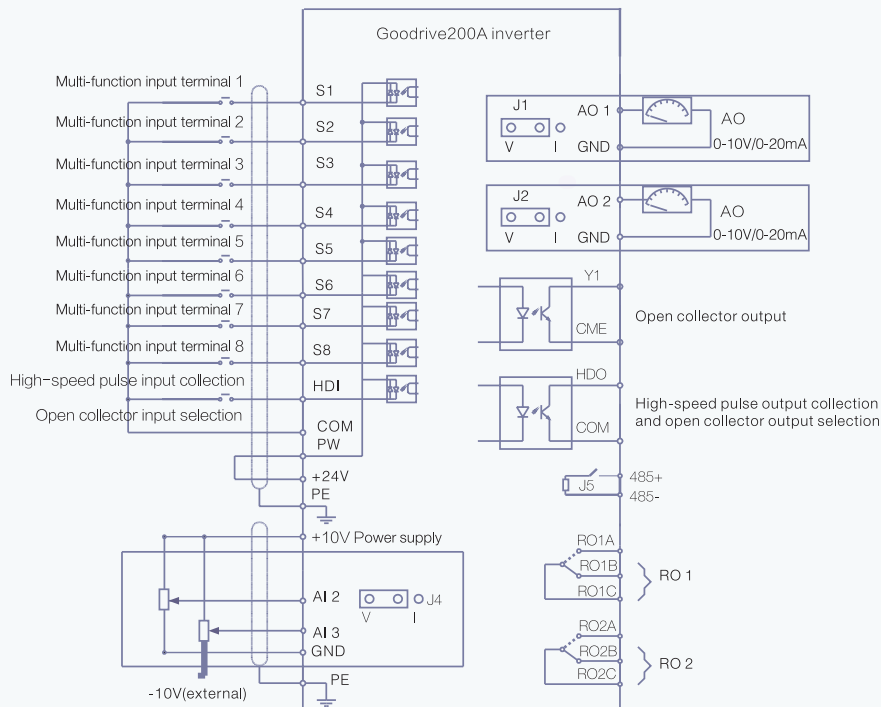 Goodrive200A inverter
Multi-function input terminal 1
S1
Multi-function input terminal 2
S2
Multi-function input terminal 3
S3
Multi-function input terminal 4
S4
Multi-function input terminal 5
S5
Multi-function input terminal 6
S6
Multi-function input terminal 7
S7
Multi-function input terminal 8
S8
High-speed pulse input collection
HDI
Open collector input selection
COM
PW
+24V
PE
+10V Power supply
AI 2
J4
V I
AI 3
GND
PE
-10V(external)
J1
V I
AO 1
GND
AO
0-10V/0-20mA
J2
V I
AO 2
GND
AO
0-10V/0-20mA
Y1
CME
Open collector output
HDO
COM
High-speed pulse output collection
and open collector output selection
J5
485+
485-
RO1A
RO1B
RO1C
RO 1
RO2A
RO2B
RO2C
RO 2